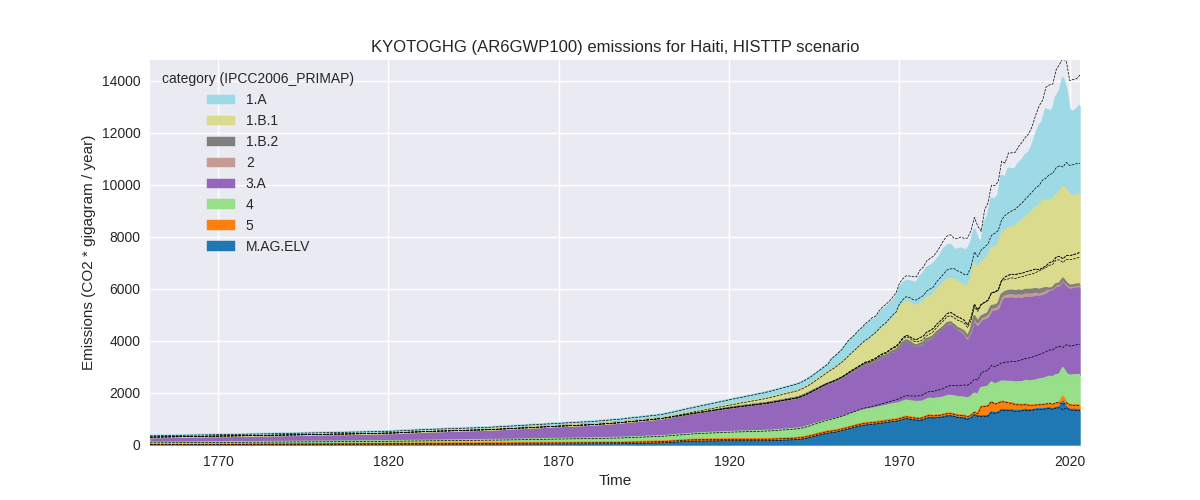 KYOTOGHG (AR6GWP100) emissions for Haiti, HISTTP scenario
category (IPCC2006_PRIMAP)
1.A
1.B.1
1.B.2
2
3.A
4
5
M.AG.ELV
Emissions (CO2 * gigagram / year)
14000
12000
10000
8000
6000
4000
2000
0
1770
1820
1870
1920
1970
2020
Time